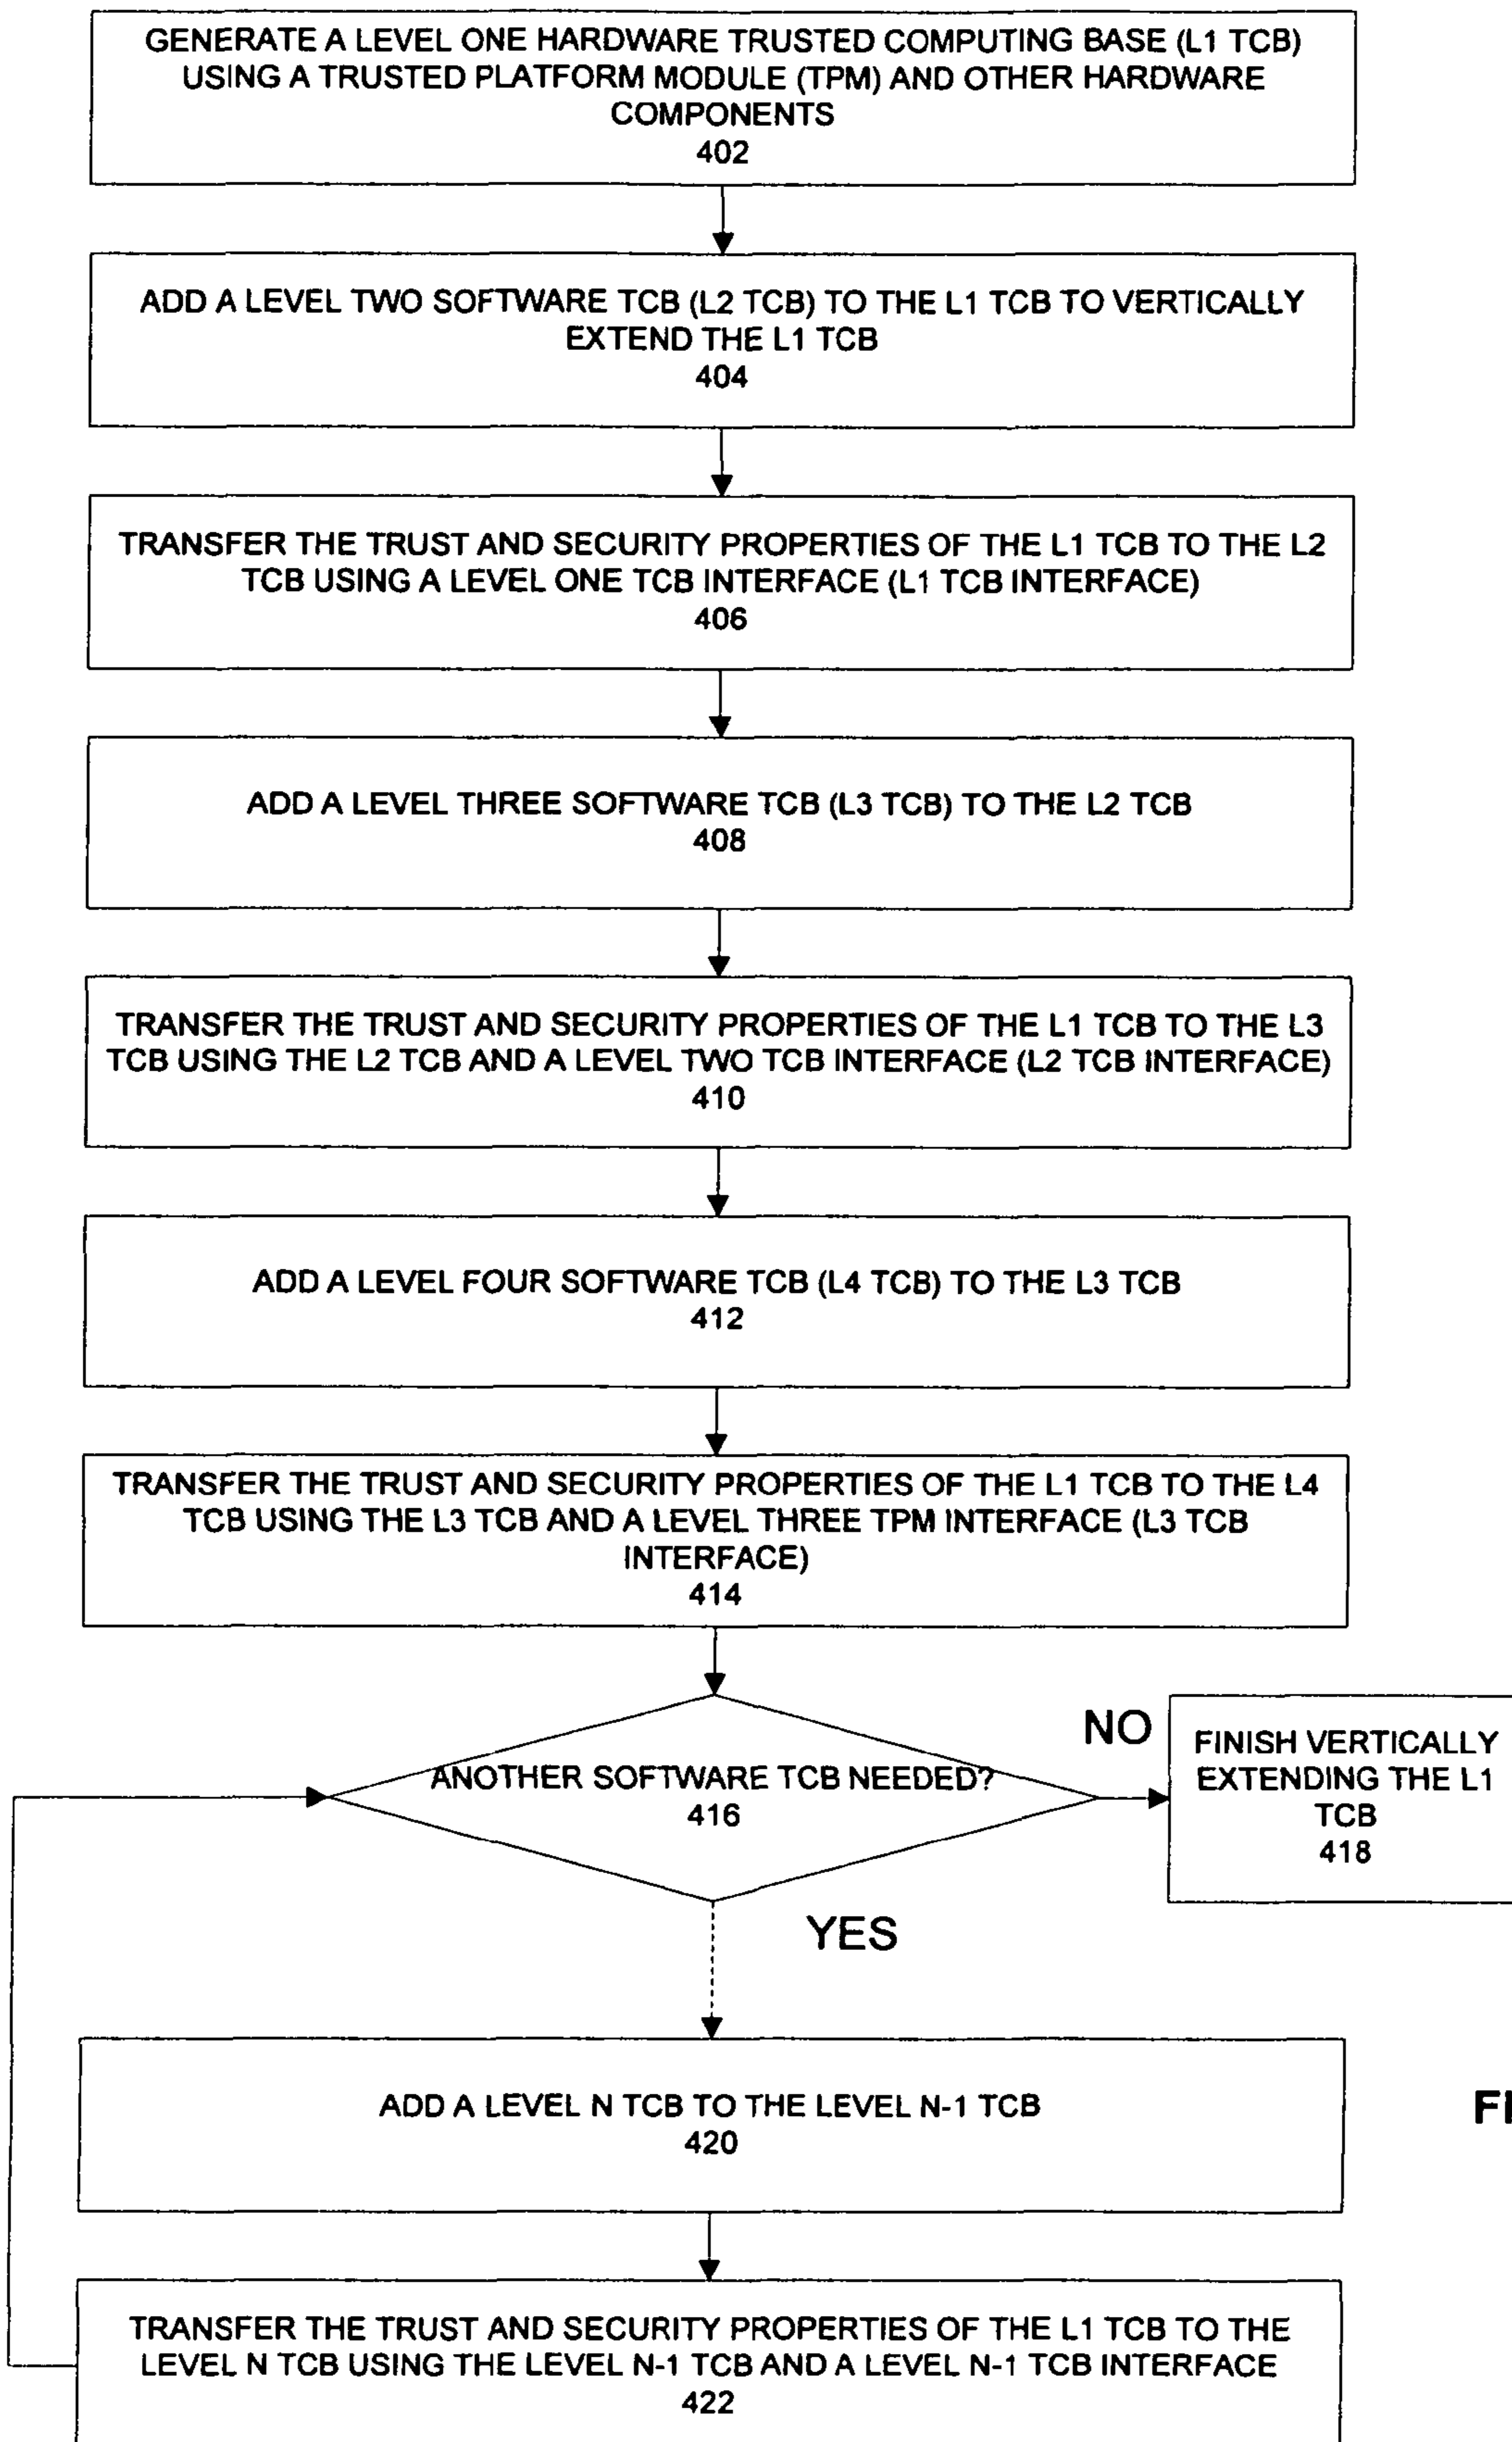 GENERATE A LEVEL ONE HARDWARE TRUSTED COMPUTING BASE (L1 TCB)
USING A TRUSTED PLATFORM MODULE (TPM) AND OTHER HARDWARE
COMPONENTS
402
ADD A LEVEL TWO SOFTWARE TCB (L2 TCB) TO THE L1 TCB TO VERTICALLY
EXTEND THE L1 TCB
404
TRANSFER THE TRUST AND SECURITY PROPERTIES OF THE L1 TCB TO THE L2
TCB USING A LEVEL ONE TCB INTERFACE (L1 TCB INTERFACE)
406
ADD A LEVEL THREE SOFTWARE TCB (L3 TCB) TO THE L2 TCB
408
TRANSFER THE TRUST AND SECURITY PROPERTIES OF THE L1 TCB TO THE L3
TCB USING THE L2 TCB AND A LEVEL TWO TCB INTERFACE (L2 TCB INTERFACE)
410
ADD A LEVEL FOUR SOFTWARE TCB (L4 TCB) TO THE L3 TCB
412
TRANSFER THE TRUST AND SECURITY PROPERTIES OF THE L1 TCB TO THE L4
TCB USING THE L3 TCB AND A LEVEL THREE TPM INTERFACE (L3 TCB
INTERFACE)
414
ANOTHER SOFTWARE TCB NEEDED?
416
NO
FINISH VERTICALLY
EXTENDING THE L1
TCB
418
YES
ADD A LEVEL N TCB TO THE LEVEL N-1 TCB
420
TRANSFER THE TRUST AND SECURITY PROPERTIES OF THE L1 TCB TO THE
LEVEL N TCB USING THE LEVEL N-1 TCB AND A LEVEL N-1 TCB INTERFACE
422